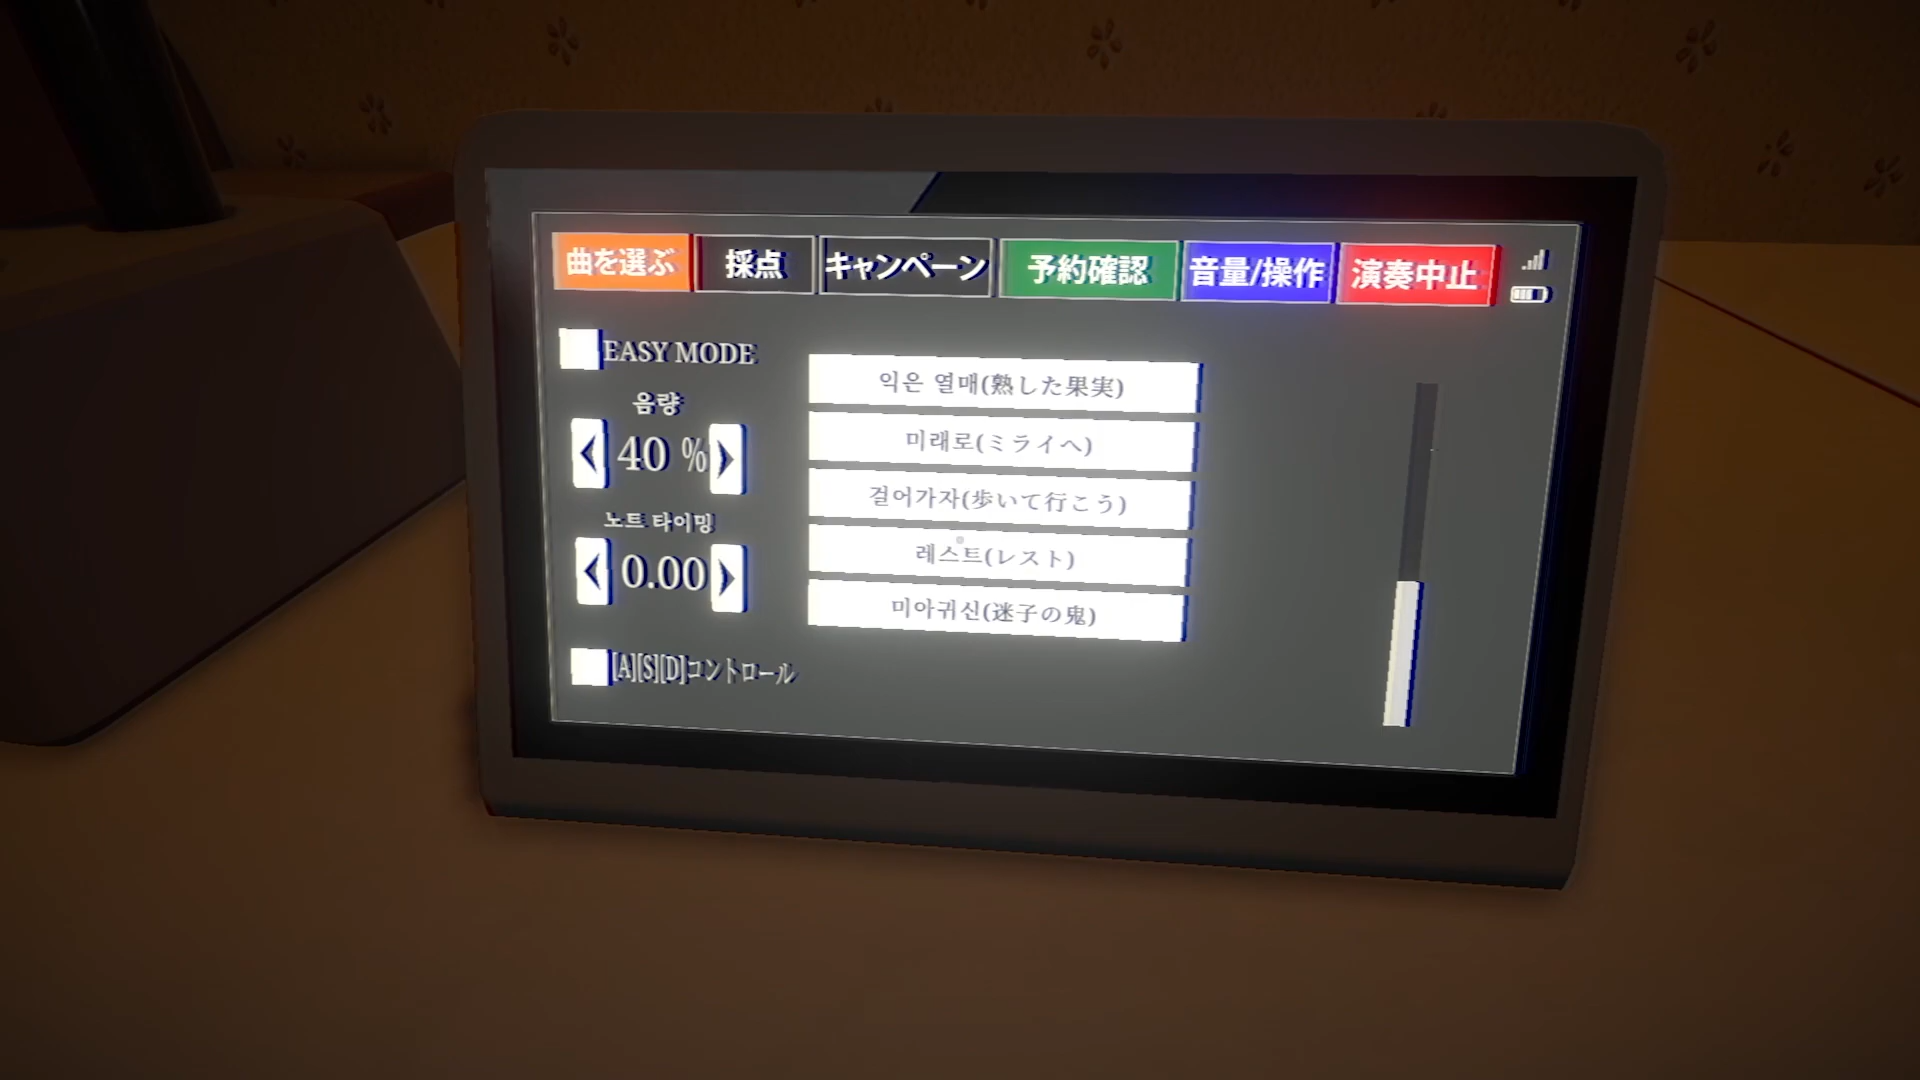 曲を選ぶ 採点 キャンペーン 予約確認 音量/操作 演奏中止
EASY MODE
음량
40 %
노트 타이밍
0.00
[A][S][D]コントロール
익은 열매(熟した果実)
미래로(ミライへ)
걸어가자(歩いて行こう)
레스트(レスト)
미아귀신(迷子の鬼)